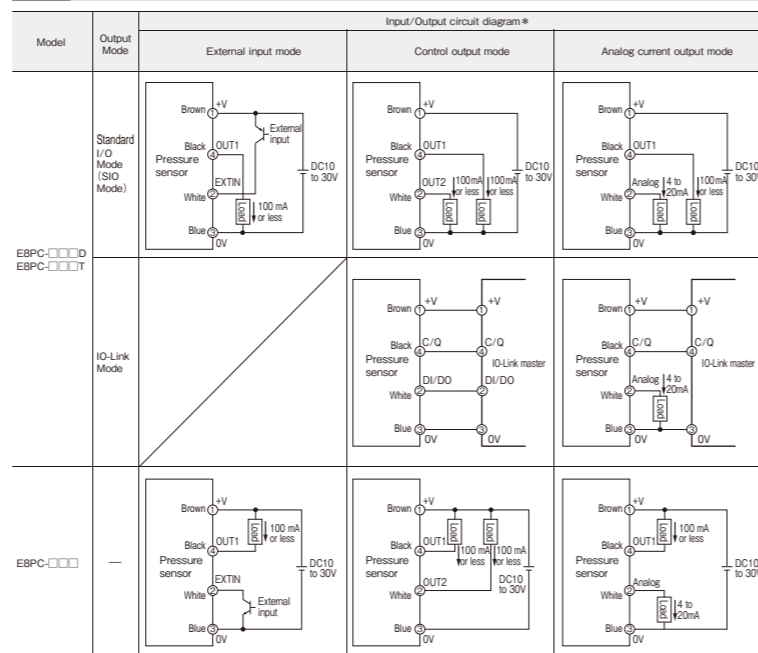 Model
Output
Mode
Input/Output circuit diagram*
External input mode
Control output mode
Analog current output mode
E8PC-□□□D
E8PC-□□□T
Standard
I/O
Mode
(SIO
Mode)
Brown ① +V
External
input
Black ④ OUT1
Pressure
sensor
DC10
to 30V
EXTIN
White ②
Load
100 mA
or less
Blue ③ 0V
Brown ① +V
Black ④ OUT1
Pressure
sensor
DC10
to 30V
OUT2
White ②
Load
100 mA
or less
Load
100 mA
or less
Blue ③ 0V
Brown ① +V
Black ④ OUT1
Pressure
sensor
DC10
to 30V
Analog
White ②
Load
4 to
20mA
Load
100 mA
or less
Blue ③ 0V
IO-Link
Mode
Brown ① +V ① +V
Black ④ C/Q ④ C/Q
Pressure
sensor
IO-Link master
White ② DI/DO ② DI/DO
Blue ③ 0V ③ 0V
Brown ① +V ① +V
Black ④ C/Q ④ C/Q
Pressure
sensor
IO-Link master
Analog
White ②
Load
4 to
20mA
Blue ③ 0V ③ 0V
E8PC-□□□
—
Brown ① +V
Load
100 mA
or less
Black ④ OUT1
Pressure
sensor
DC10
to 30V
EXTIN
White ②
External
input
Blue ③ 0V
Brown ① +V
Load
100 mA
or less
Load
100 mA
or less
Black ④ OUT1
Pressure
sensor
OUT2
White ②
DC10
to 30V
Blue ③ 0V
Brown ① +V
Load
100 mA
or less
Black ④ OUT1
Pressure
sensor
DC10
to 30V
Analog
White ②
Load
4 to
20mA
Blue ③ 0V